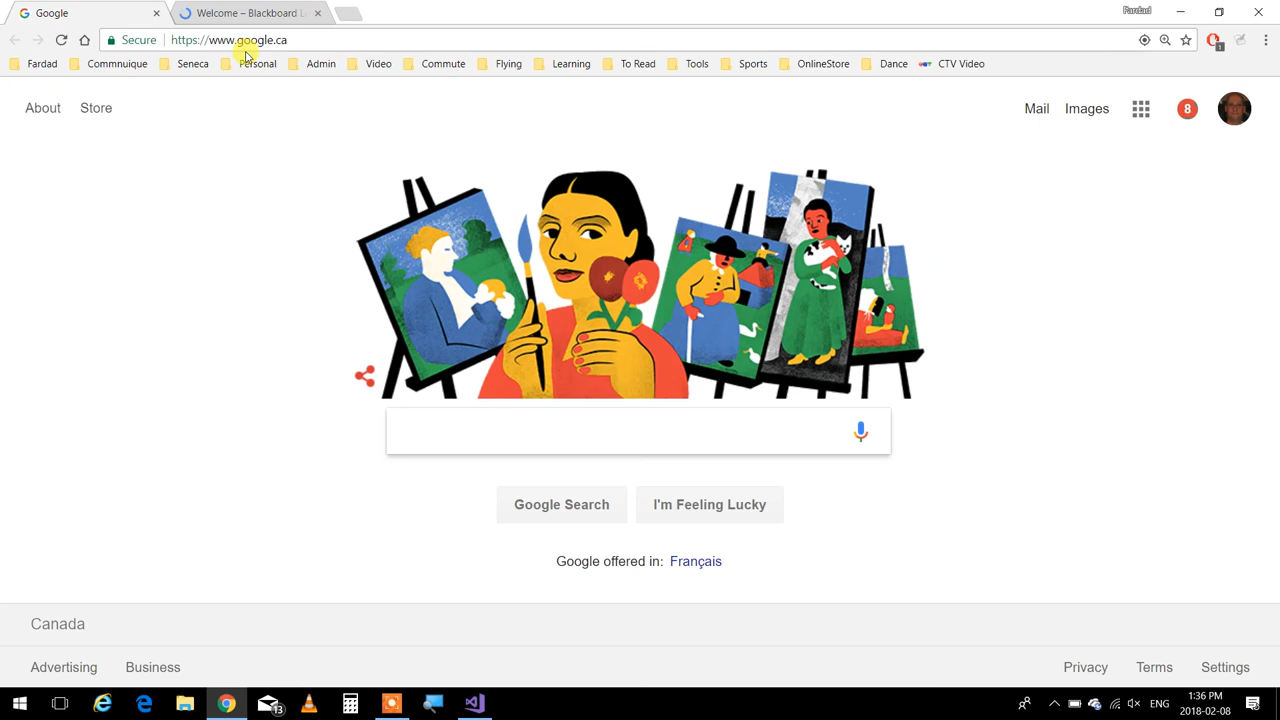 Google
Welcome – Blackboard L
Fardad
Secure
https://www.google.ca
1
Fardad
Commnuique
Seneca
Personal
Admin
Video
Commute
Flying
Learning
To Read
Tools
Sports
OnlineStore
Dance
CTV Video
About
Store
Mail
Images
8
Google Search
I'm Feeling Lucky
Google offered in: Français
Canada
Advertising
Business
Privacy
Terms
Settings
13
ENG
1:36 PM
2018-02-08